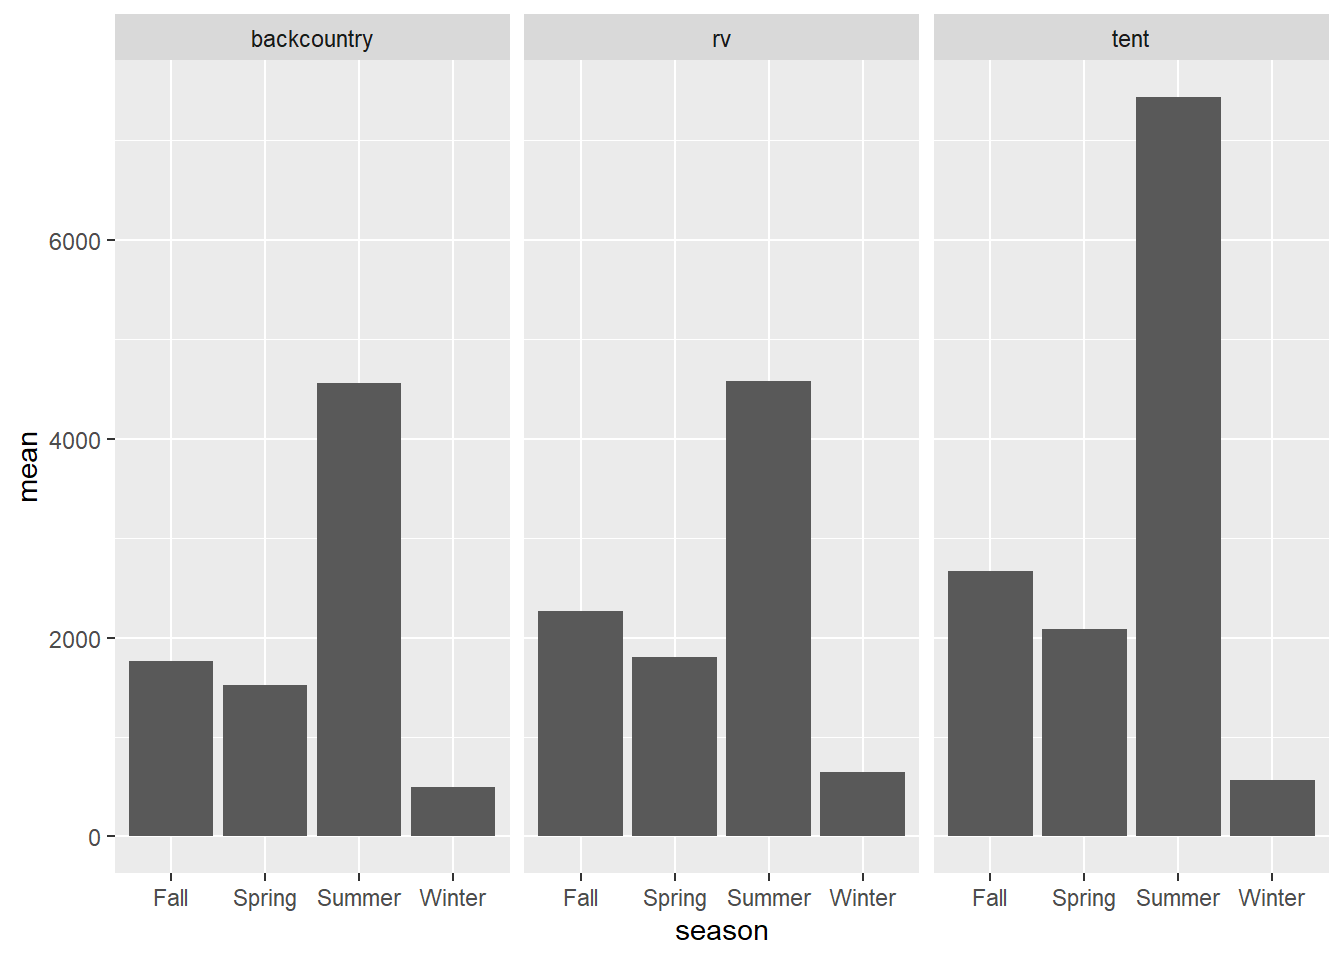 backcountry rv tent
mean
6000
4000
2000
0
Fall Spring Summer Winter Fall Spring Summer Winter Fall Spring Summer Winter
season